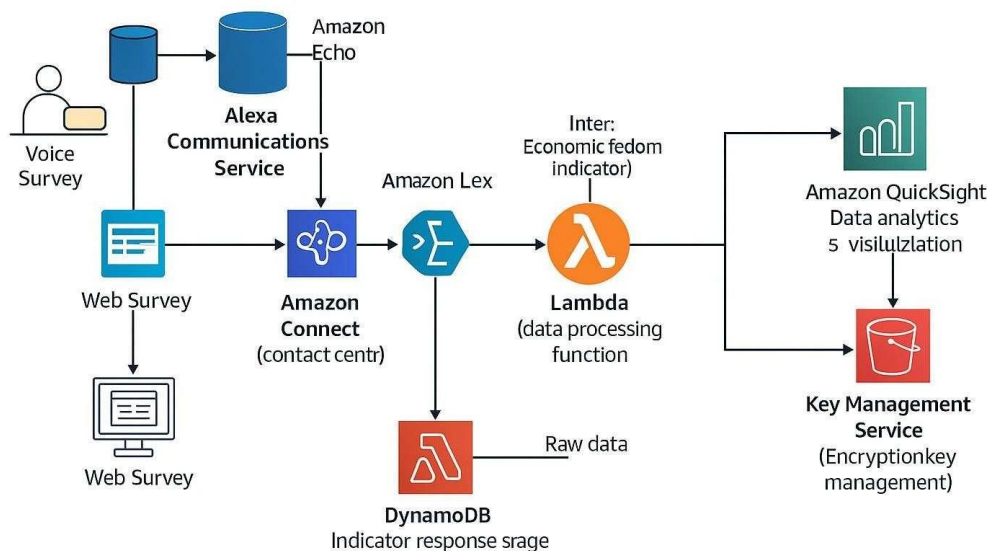 Amazon
Echo
Alexa
Communications
Service
Voice
Survey
Inter:
Economic fedom
indicator)
Amazon Lex
Amazon QuickSight
Data analytics
5 visilulzlation
Web Survey
Amazon
Connect
(contact centr)
Lambda
(data processing
function
Key Management
Service
(Encryptionkey
management)
Web Survey
Raw data
DynamoDB
Indicator response srage